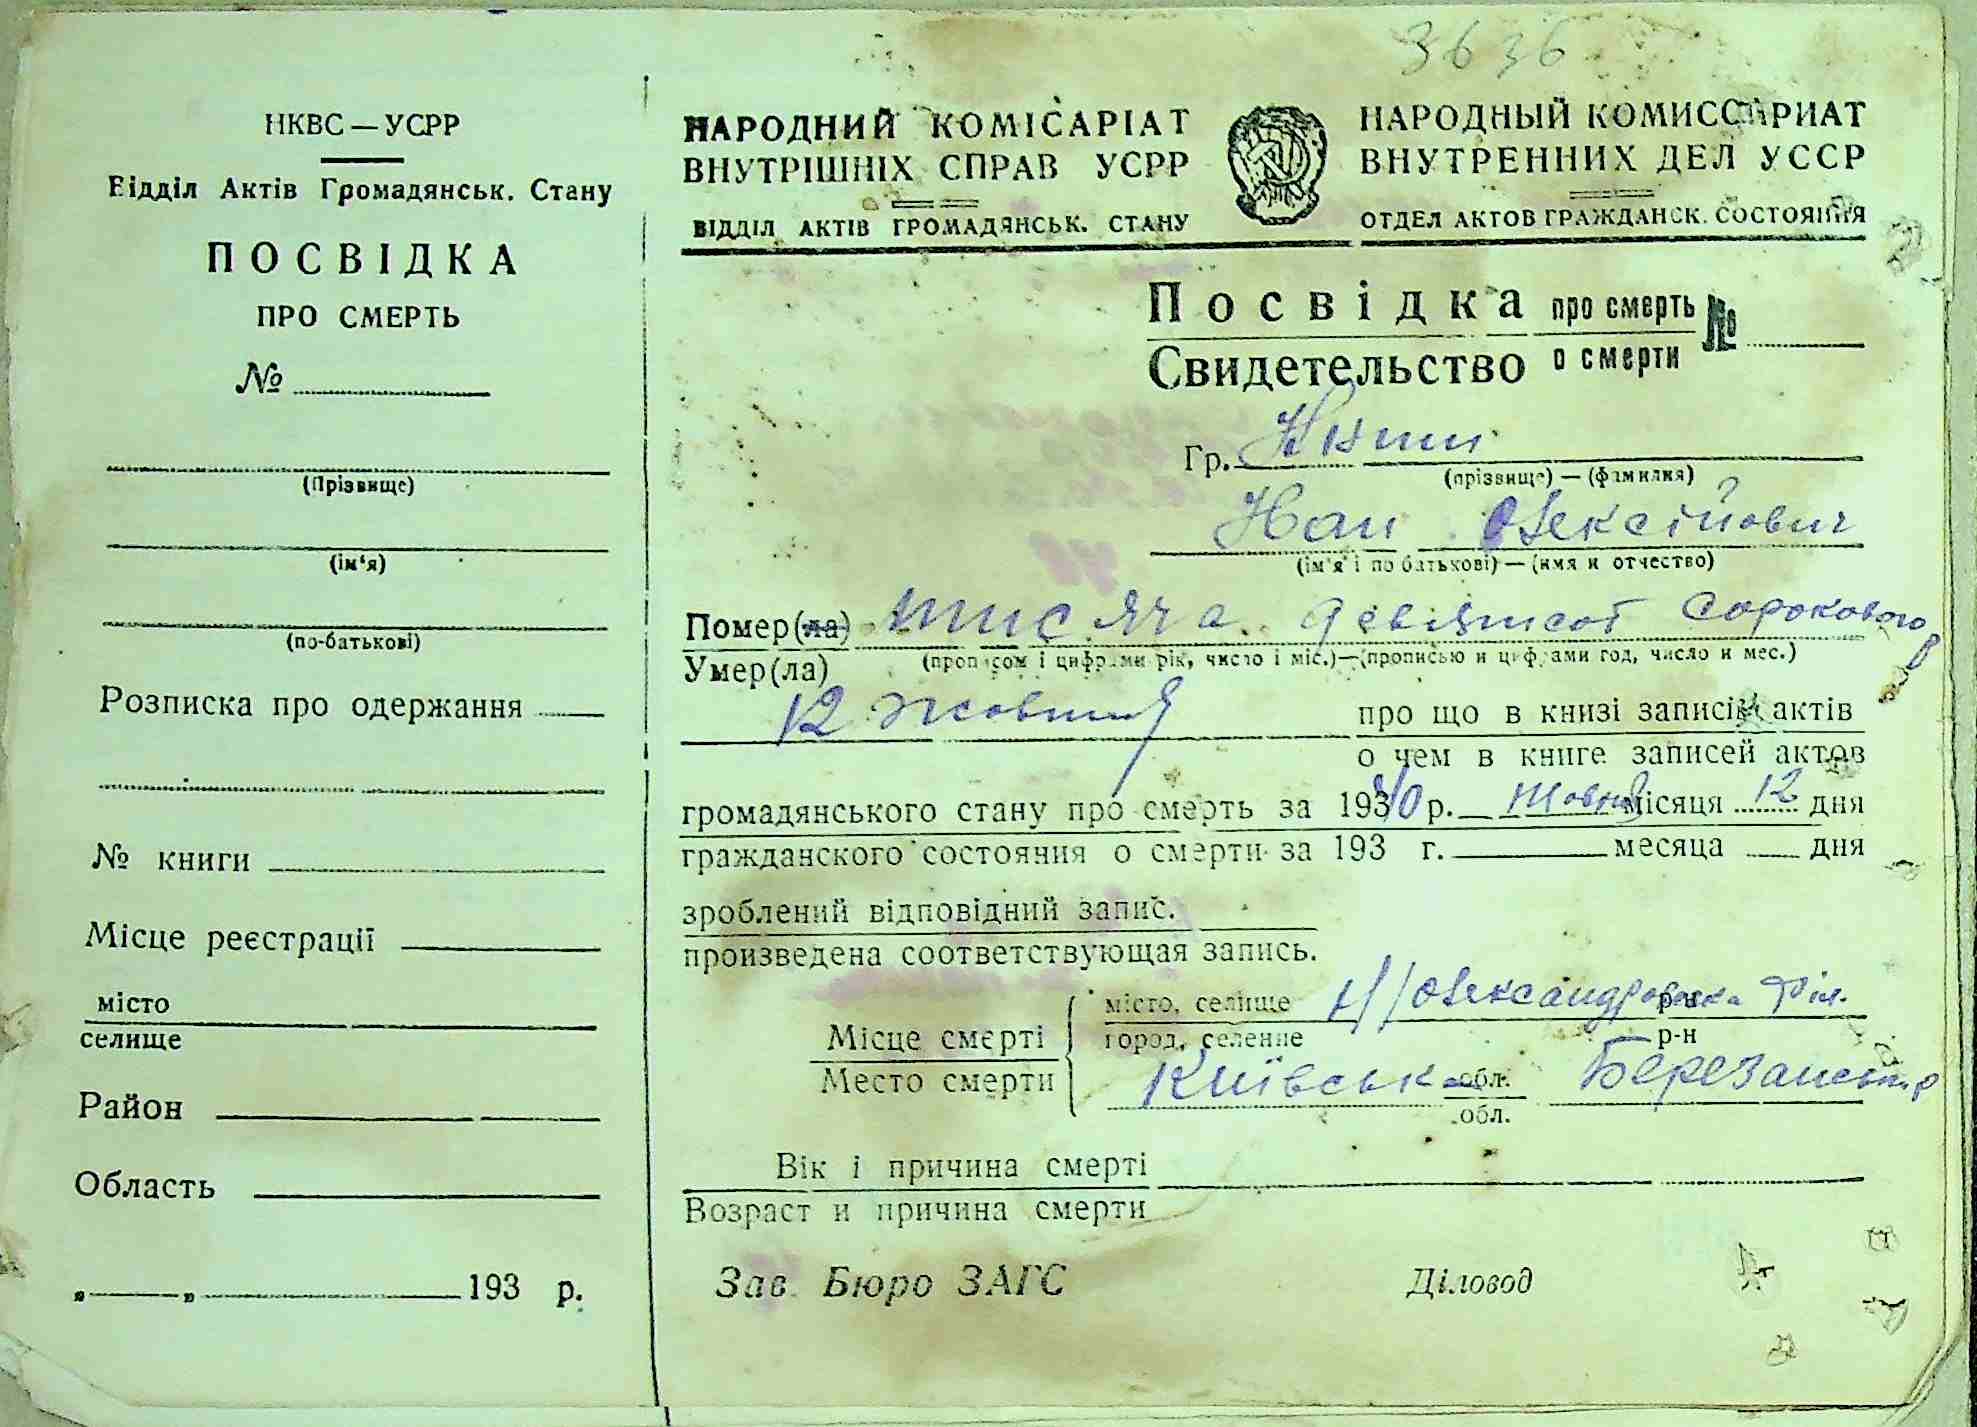 3636
НКВС — УСРР
Відділ Актів Громадянськ. Стану
ПОСВІДКА
ПРО СМЕРТЬ
№
(Прізвище)
(ім'я)
(по-батькові)
Розписка про одержання
№ книги
Місце реєстрації
місто
селище
Район
Область
„ „ 193 р.
НАРОДНИЙ КОМІСАРІАТ
ВНУТРІШНІХ СПРАВ УСРР
ВІДДІЛ АКТІВ ГРОМАДЯНСЬК. СТАНУ
НАРОДНЫЙ КОМИССАРИАТ
ВНУТРЕННИХ ДЕЛ УССР
ОТДЕЛ АКТОВ ГРАЖДАНСК. СОСТОЯНИЯ
Посвідка про смерть №
Свидетельство о смерти
Гр.
(прізвище) — (фамилия)
Олексійович
(ім'я і по батькові) — (имя и отчество)
Помер(ла) тисяча девятсот сорокового р
Умер(ла) (прописом і цифрами рік, число і міс.) — (прописью и цифрами год, число и мес.)
12 жовтня про що в книзі записів актів
о чем в книге записей актов
громадянського стану про смерть за 1940 р. жовтня місяця 12 дня
гражданского состояния о смерти за 193 г. месяца дня
зроблений відповідний запис.
произведена соответствующая запись.
Місце смерті
Место смерти
місто, селище Н/Олександровка р-н
город, селение р-н
Київськ обл. Березанськ р
обл.
Вік і причина смерті
Возраст и причина смерти
Зав. Бюро ЗАГС Діловод